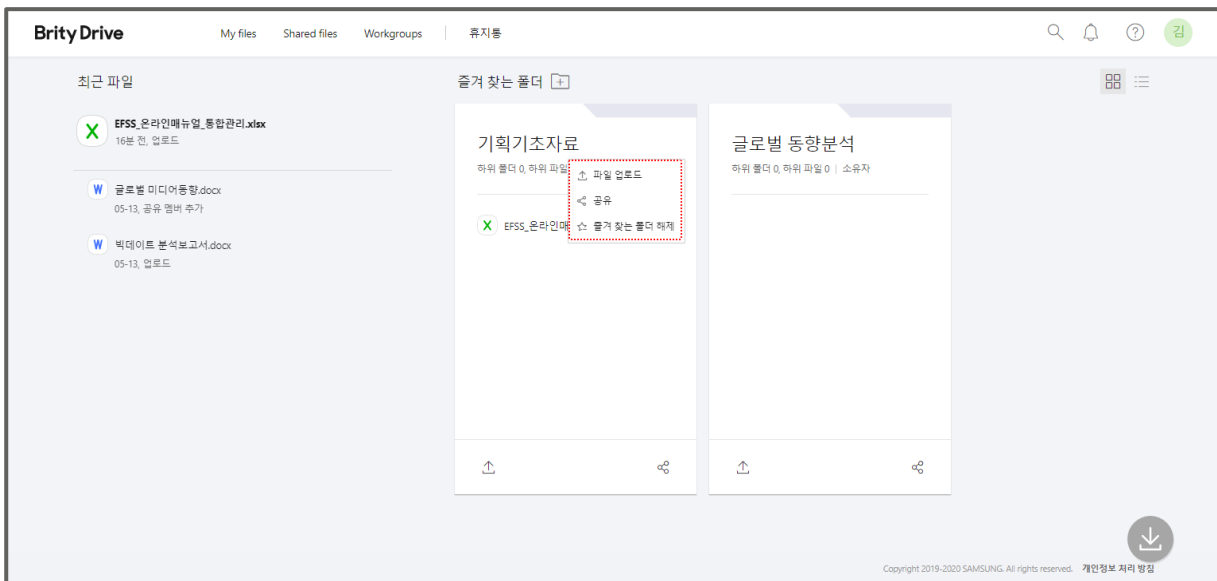 Brity Drive
My files
Shared files
Workgroups
휴지통
김
최근 파일
EFSS_온라인매뉴얼_통합관리.xlsx
16분 전, 업로드
글로벌 미디어동향.docx
05-13, 공유 멤버 추가
빅데이트 분석보고서.docx
05-13, 업로드
즐겨 찾는 폴더
기획기초자료
하위 폴더 0, 하위 파일
EFSS_온라인매
파일 업로드
공유
즐겨 찾는 폴더 해제
글로벌 동향분석
하위 폴더 0, 하위 파일 0 | 소유자
Copyright 2019-2020 SAMSUNG. All rights reserved. 개인정보 처리 방침